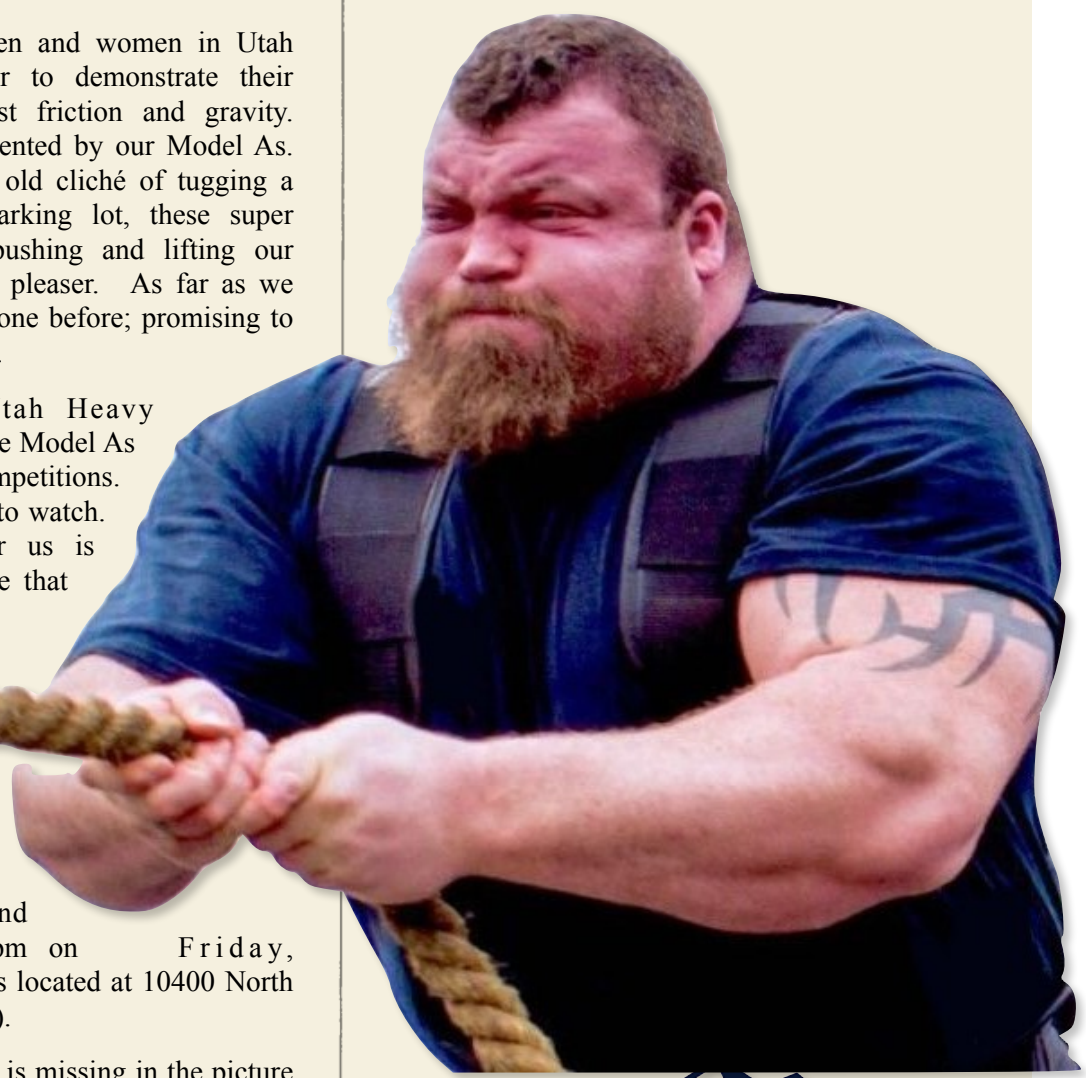 en and women in Utah
r to demonstrate their
st friction and gravity.
ented by our Model As.
old cliché of tugging a
arking lot, these super
pushing and lifting our
pleaser. As far as we
one before; promising to
.
tah Heavy
e Model As
mpetitions.
to watch.
r us is
e that
nd
om on Friday,
s located at 10400 North
).
is missing in the picture